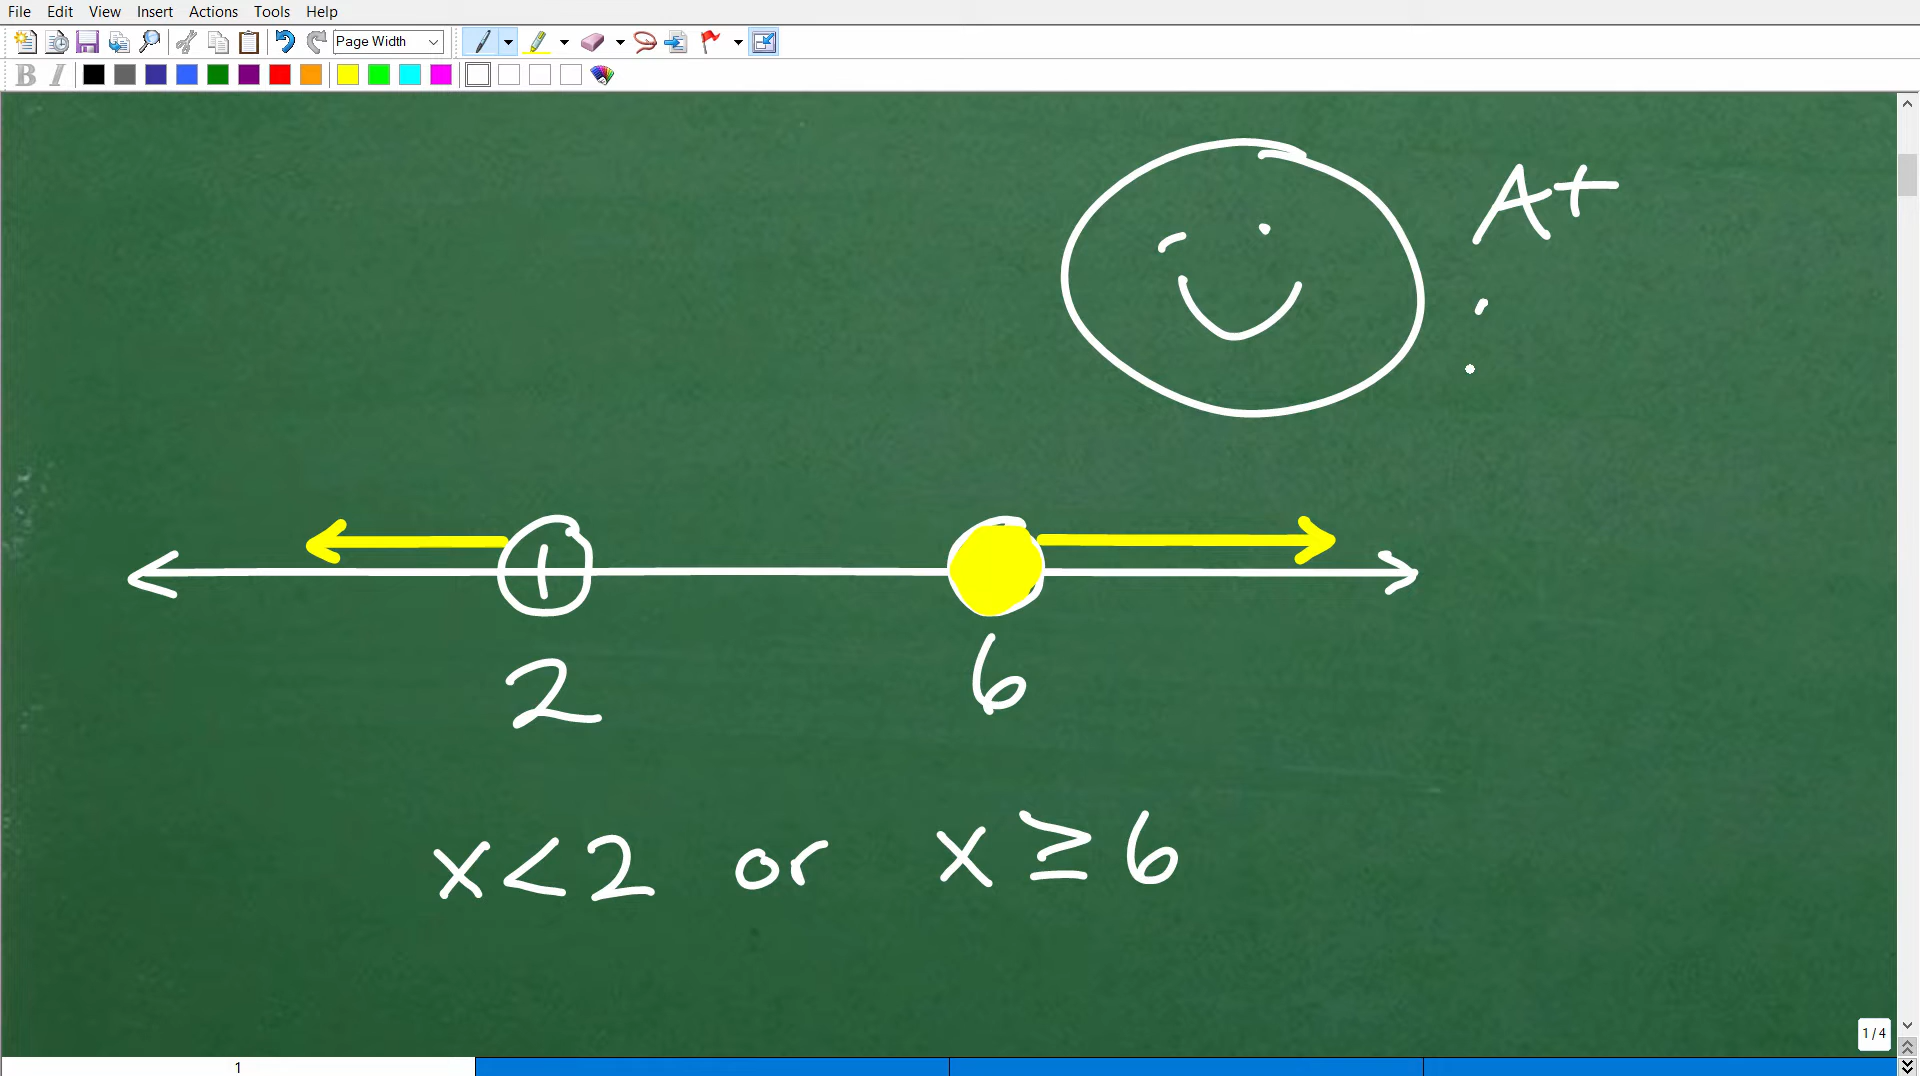 File Edit View Insert Actions Tools Help
Page Width
B I
A+
2 6
x<2 or x≥6
1 / 4
1